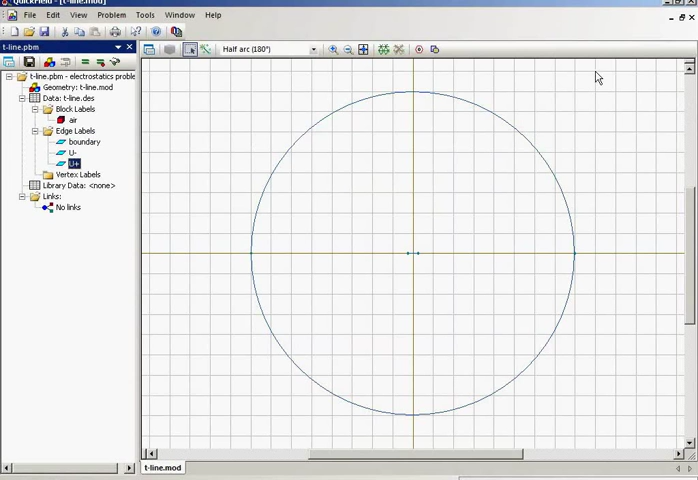 QuickField - [t-line.mod]
File Edit View Problem Tools Window Help
t-line.pbm
Half arc (180°)
t-line.pbm - electrostatics proble
Geometry: t-line.mod
Data: t-line.des
Block Labels
air
Edge Labels
boundary
U-
U+
Vertex Labels
Library Data: <none>
Links:
No links
t-line.mod